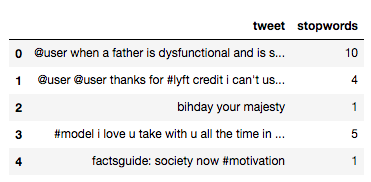 tweet stopwords
0 @user when a father is dysfunctional and is s... 10
1 @user @user thanks for #lyft credit i can't us... 4
2 bihday your majesty 1
3 #model i love u take with u all the time in ... 5
4 factsguide: society now #motivation 1